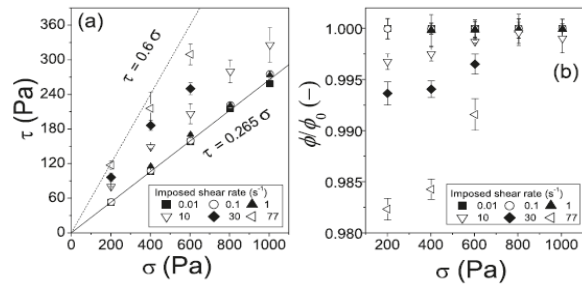 (a)
τ (Pa)
360
300
240
180
120
60
0
τ = 0.6 σ
τ = 0.265 σ
Imposed shear rate (s⁻¹)
0.01 0.1 1
10 30 77
0 200 400 600 800 1000
σ (Pa)
(b)
ϕ/ϕ₀ (–)
1.000
0.995
0.990
0.985
0.980
Imposed shear rate (s⁻¹)
0.01 0.1 1
10 30 77
200 400 600 800 1000
σ (Pa)